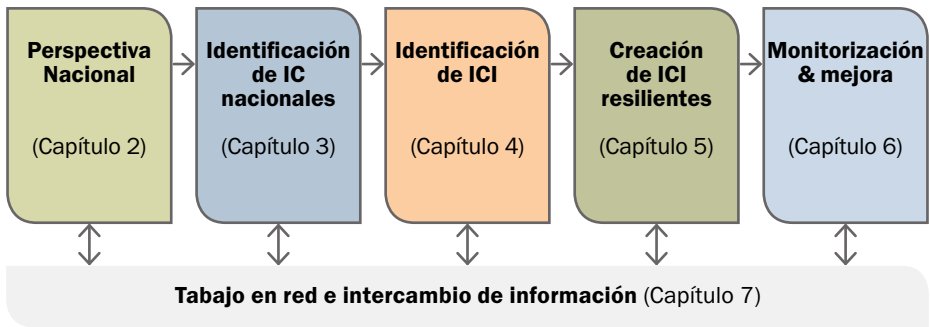 Perspectiva
Nacional
(Capítulo 2)
Identificación
de IC
nacionales
(Capítulo 3)
Identificación
de ICI
(Capítulo 4)
Creación
de ICI
resilientes
(Capítulo 5)
Monitorización
& mejora
(Capítulo 6)
Tabajo en red e intercambio de información (Capítulo 7)